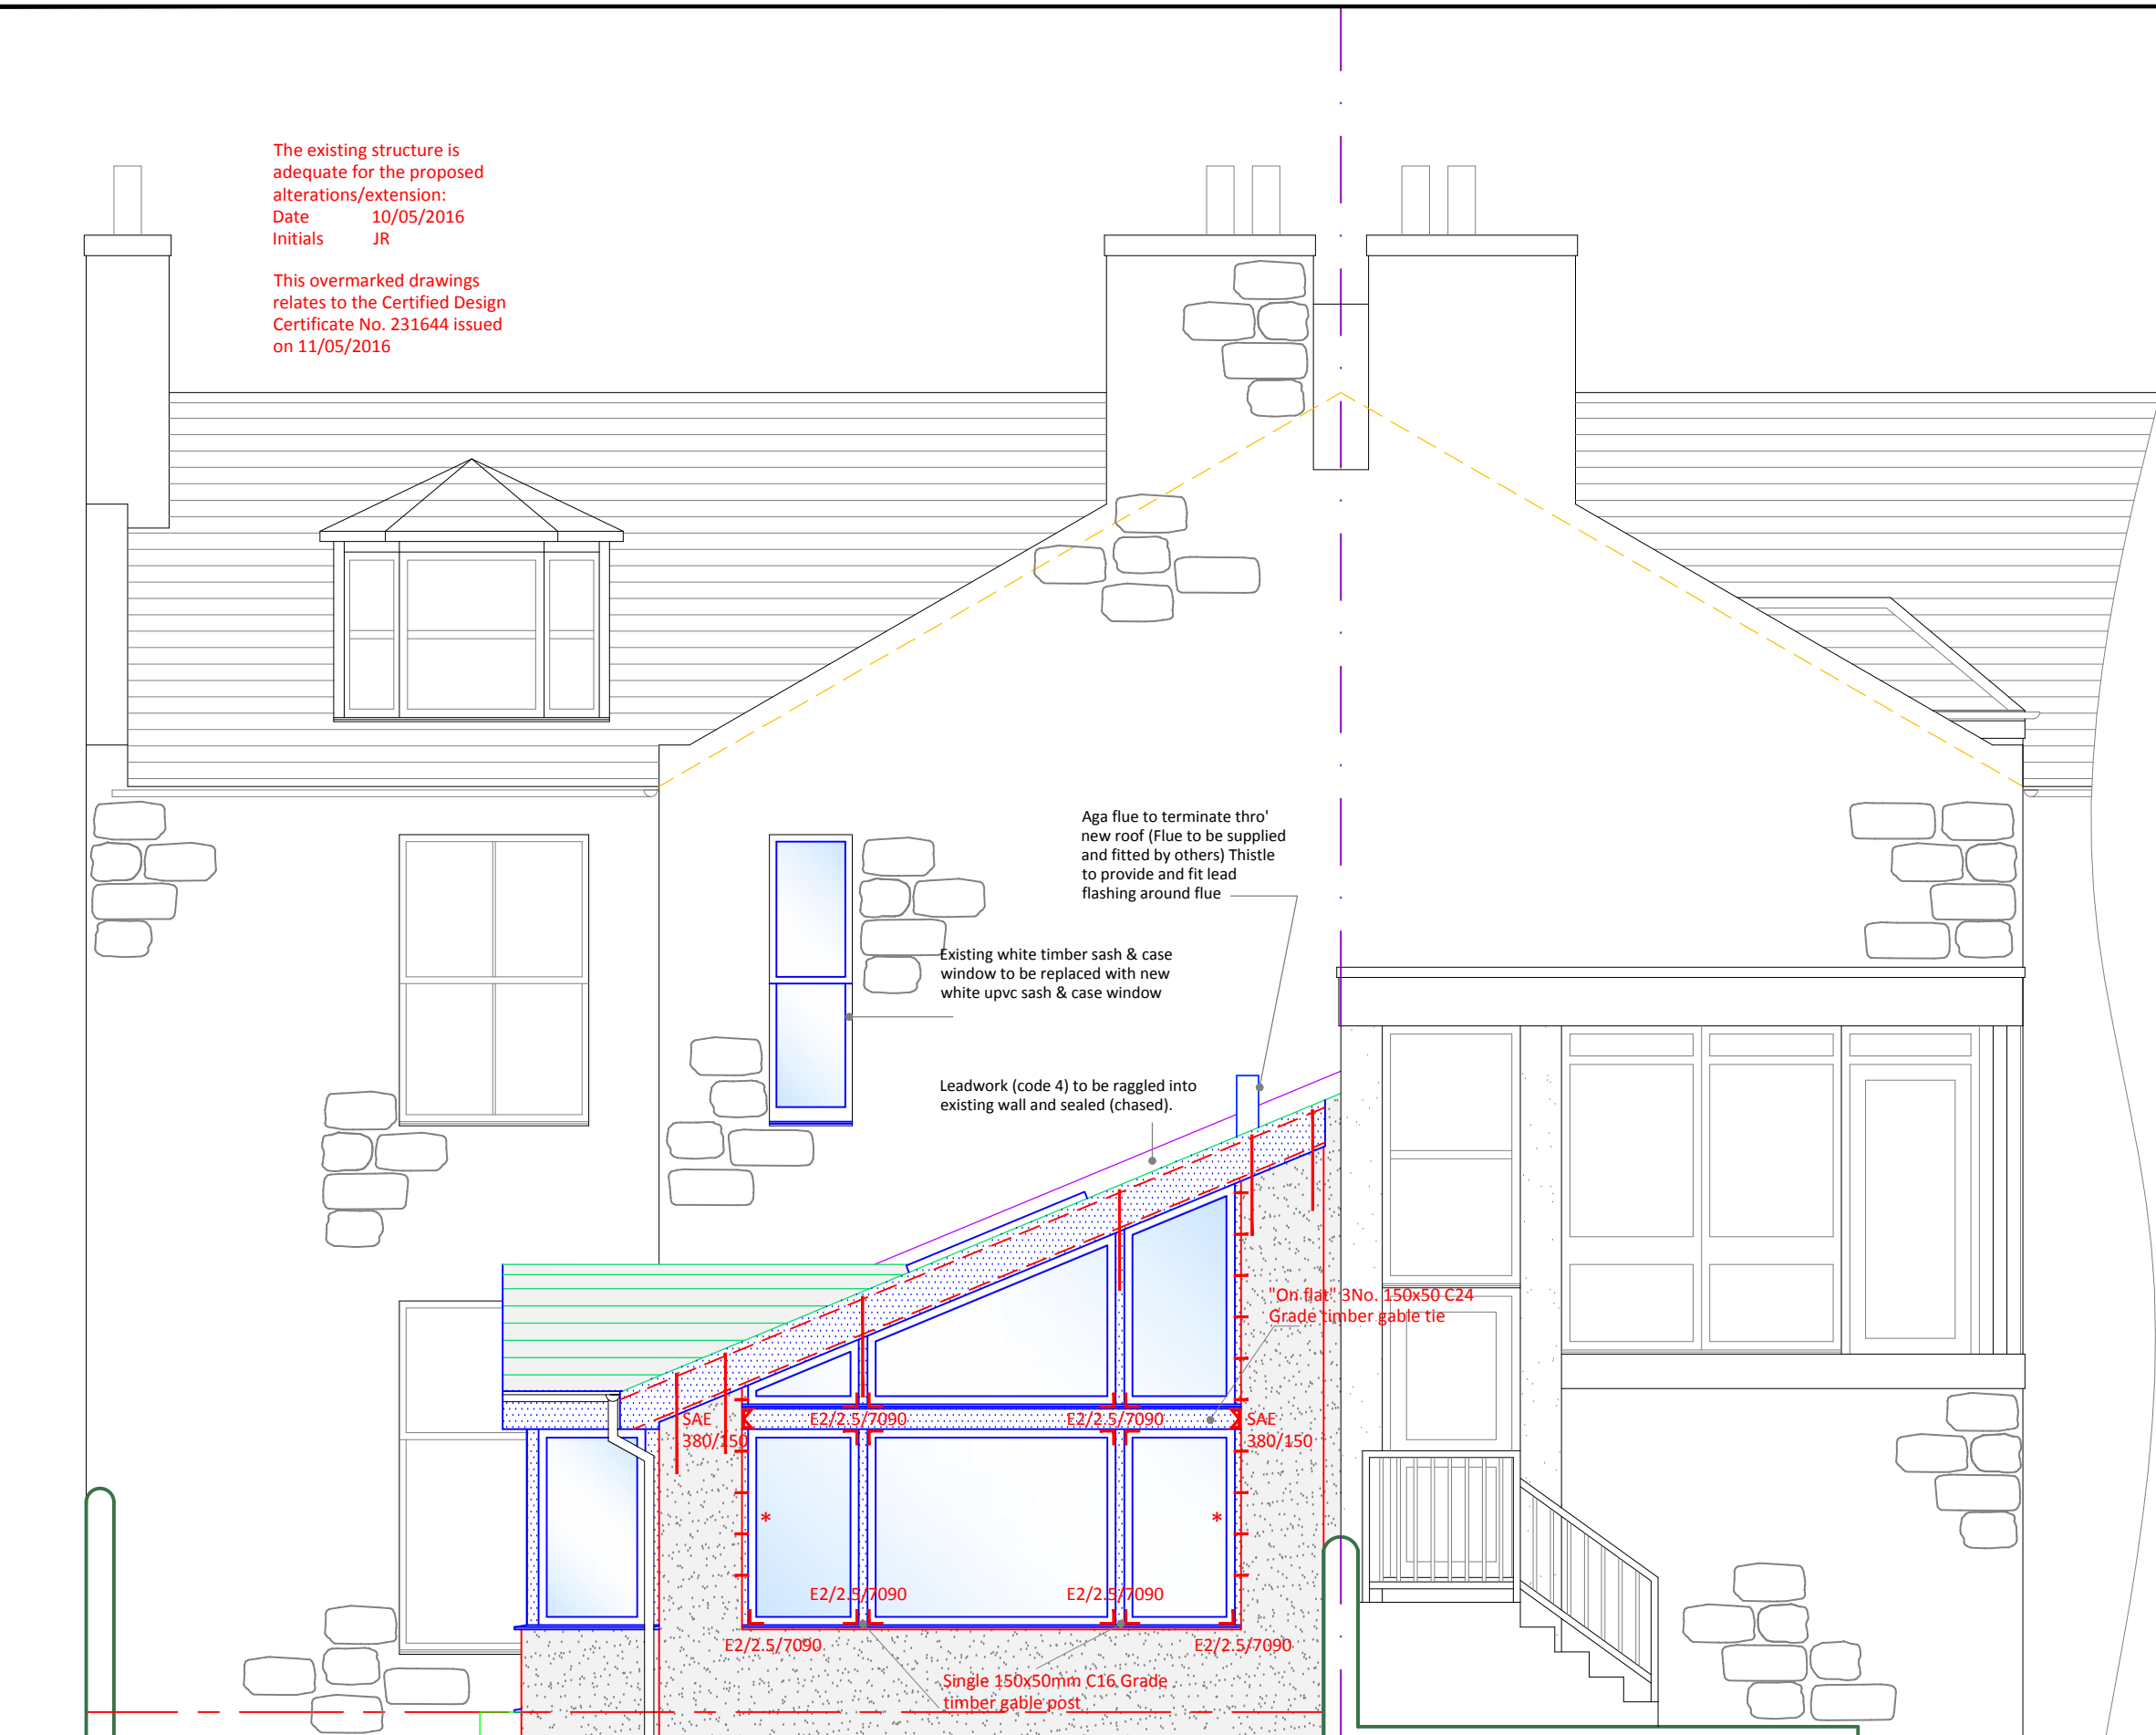 The existing structure is
adequate for the proposed
alterations/extension:
Date 10/05/2016
Initials JR
This overmarked drawings
relates to the Certified Design
Certificate No. 231644 issued
on 11/05/2016
Aga flue to terminate thro'
new roof (Flue to be supplied
and fitted by others) Thistle
to provide and fit lead
flashing around flue
Existing white timber sash & case
window to be replaced with new
white upvc sash & case window
Leadwork (code 4) to be raggled into
existing wall and sealed (chased).
"On flat" 3No. 150x50 C24
Grade timber gable tie
SAE
380/150
E2/2.5/7090
E2/2.5/7090
SAE
380/150
*
*
E2/2.5/7090
E2/2.5/7090
E2/2.5/7090
E2/2.5/7090
Single 150x50mm C16 Grade
timber gable post